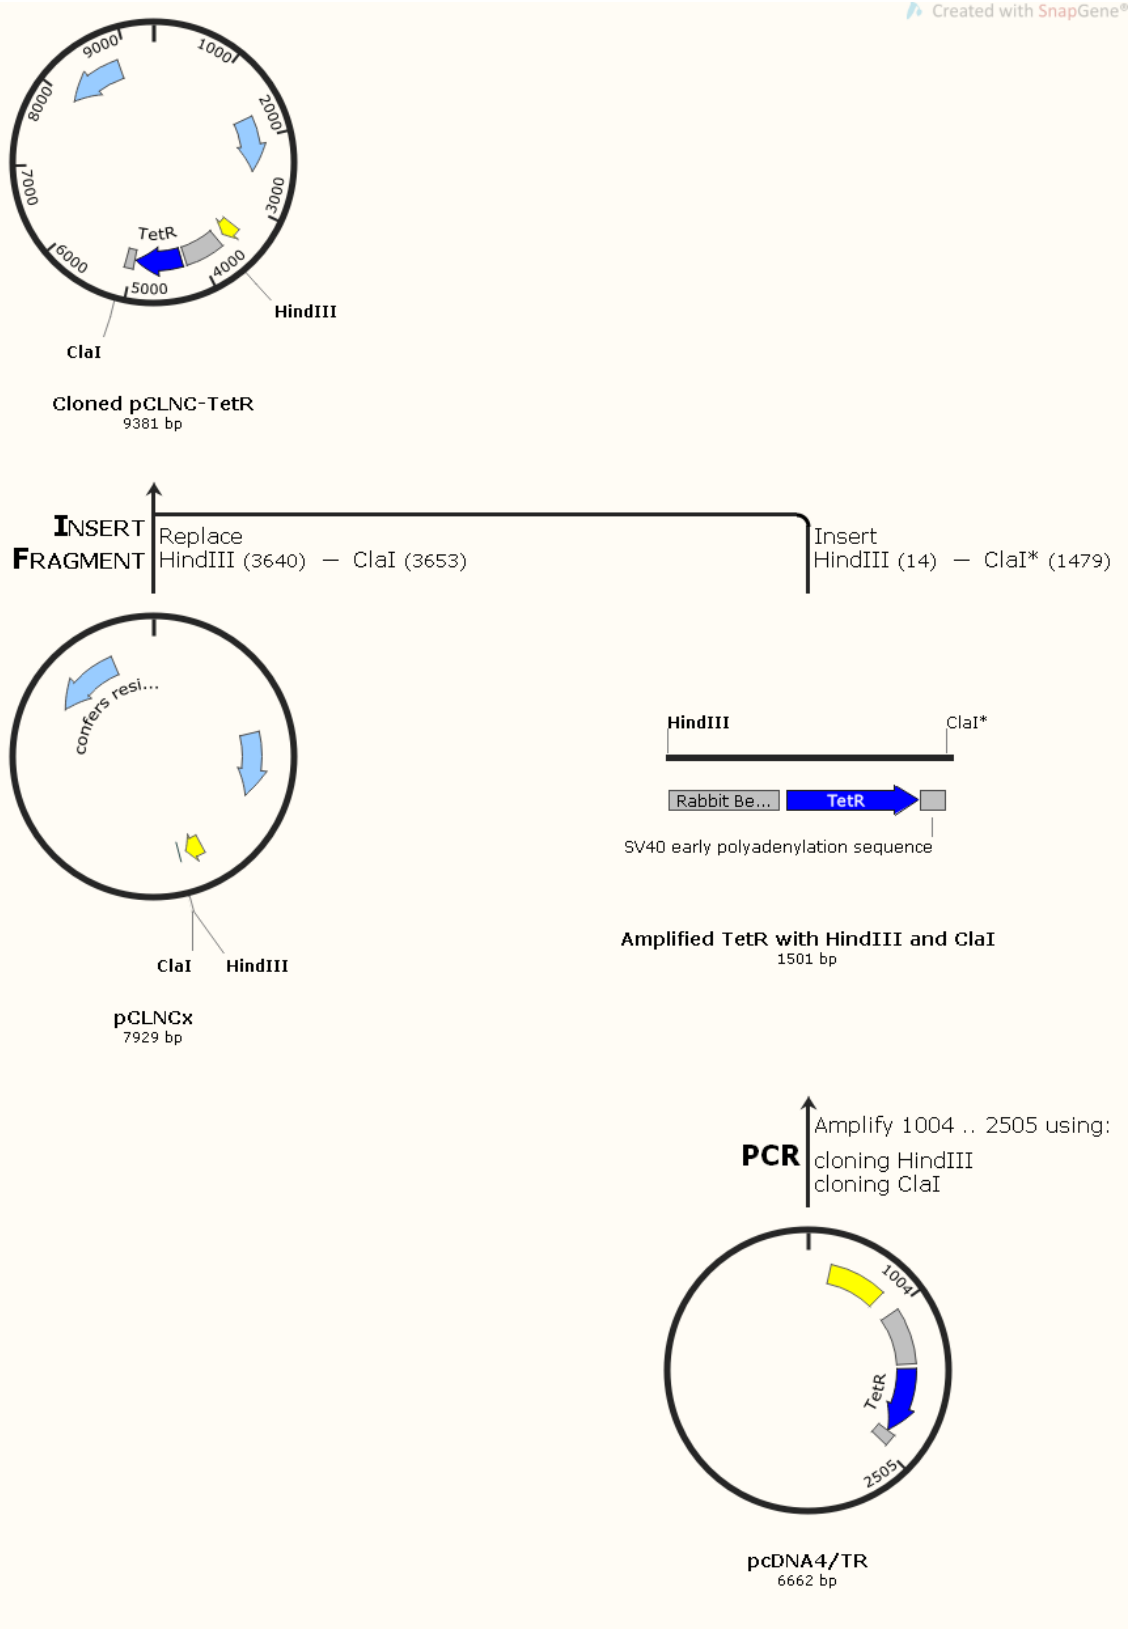 Created with SnapGene®
9000
1000
8000
2000
7000
3000
TetR
6000
4000
5000
HindIII
ClaI
Cloned pCLNC-TetR
9381 bp
INSERT
FRAGMENT
Replace
HindIII (3640) – ClaI (3653)
Insert
HindIII (14) – ClaI* (1479)
confers resi...
HindIII
ClaI*
Rabbit Be...
TetR
SV40 early polyadenylation sequence
Amplified TetR with HindIII and ClaI
1501 bp
ClaI
HindIII
pCLNCx
7929 bp
PCR
Amplify 1004 .. 2505 using:
cloning HindIII
cloning ClaI
1004
TetR
2505
pcDNA4/TR
6662 bp